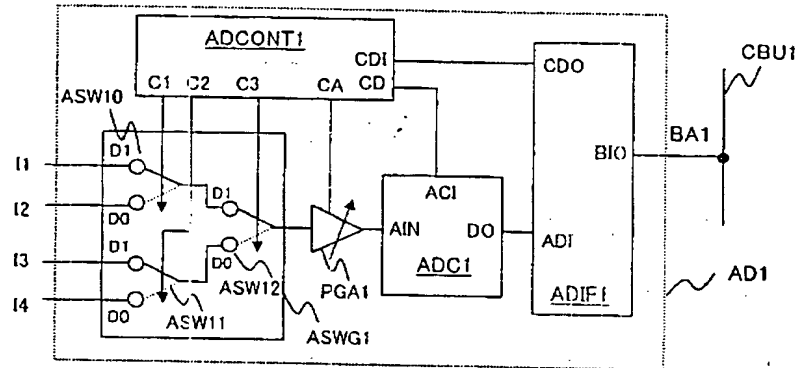 ADCONT1
CDI
CD
C1 C2 C3 CA
ASW10
CDO
CBU1
BA1
BIO
I1
D1
I2
D0
D1
I3
D1
D0
I4
D0
ASW11
ASW12
ASWG1
PGA1
ACI
AIN
DO
ADC1
ADI
ADIF1
AD1